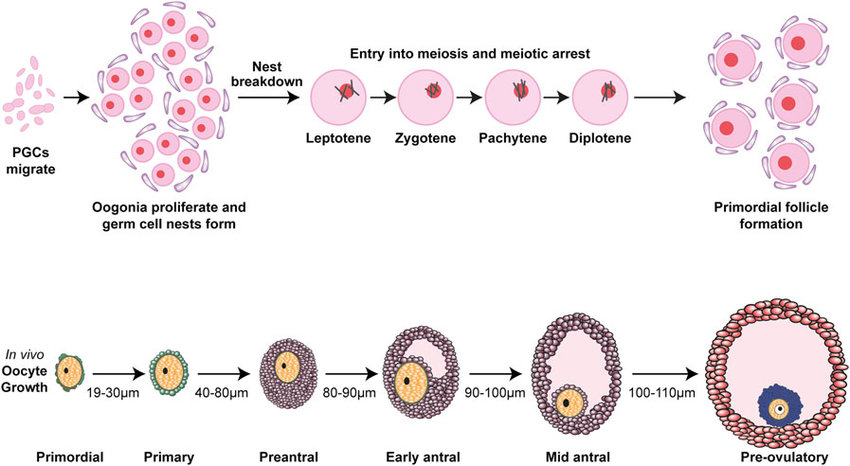 PGCs
migrate
Oogonia proliferate and
germ cell nests form
Nest
breakdown
Entry into meiosis and meiotic arrest
Leptotene
Zygotene
Pachytene
Diplotene
Primordial follicle
formation
In vivo
Oocyte
Growth
19-30µm
40-80µm
80-90µm
90-100µm
100-110µm
Primordial
Primary
Preantral
Early antral
Mid antral
Pre-ovulatory